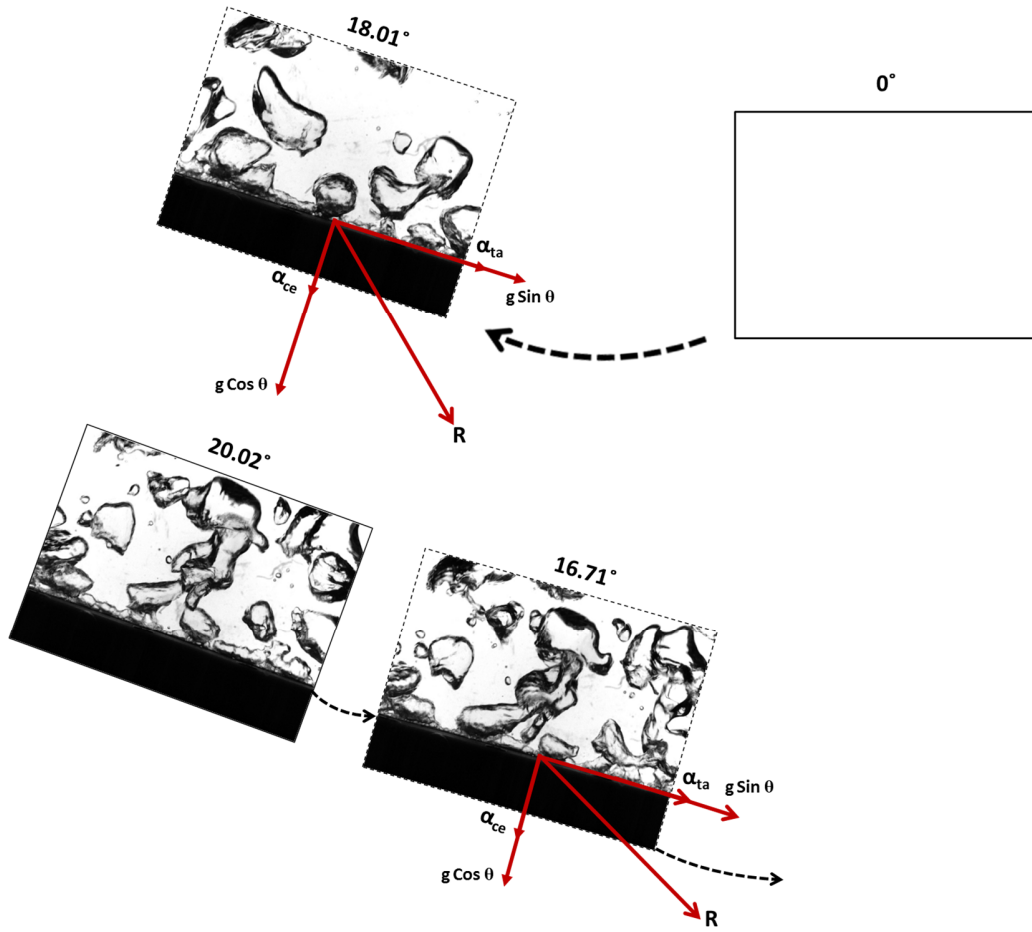 18.01°
0°
α_ta
α_ce
g Sin θ
g Cos θ
R
20.02°
16.71°
α_ta
g Sin θ
α_ce
g Cos θ
R